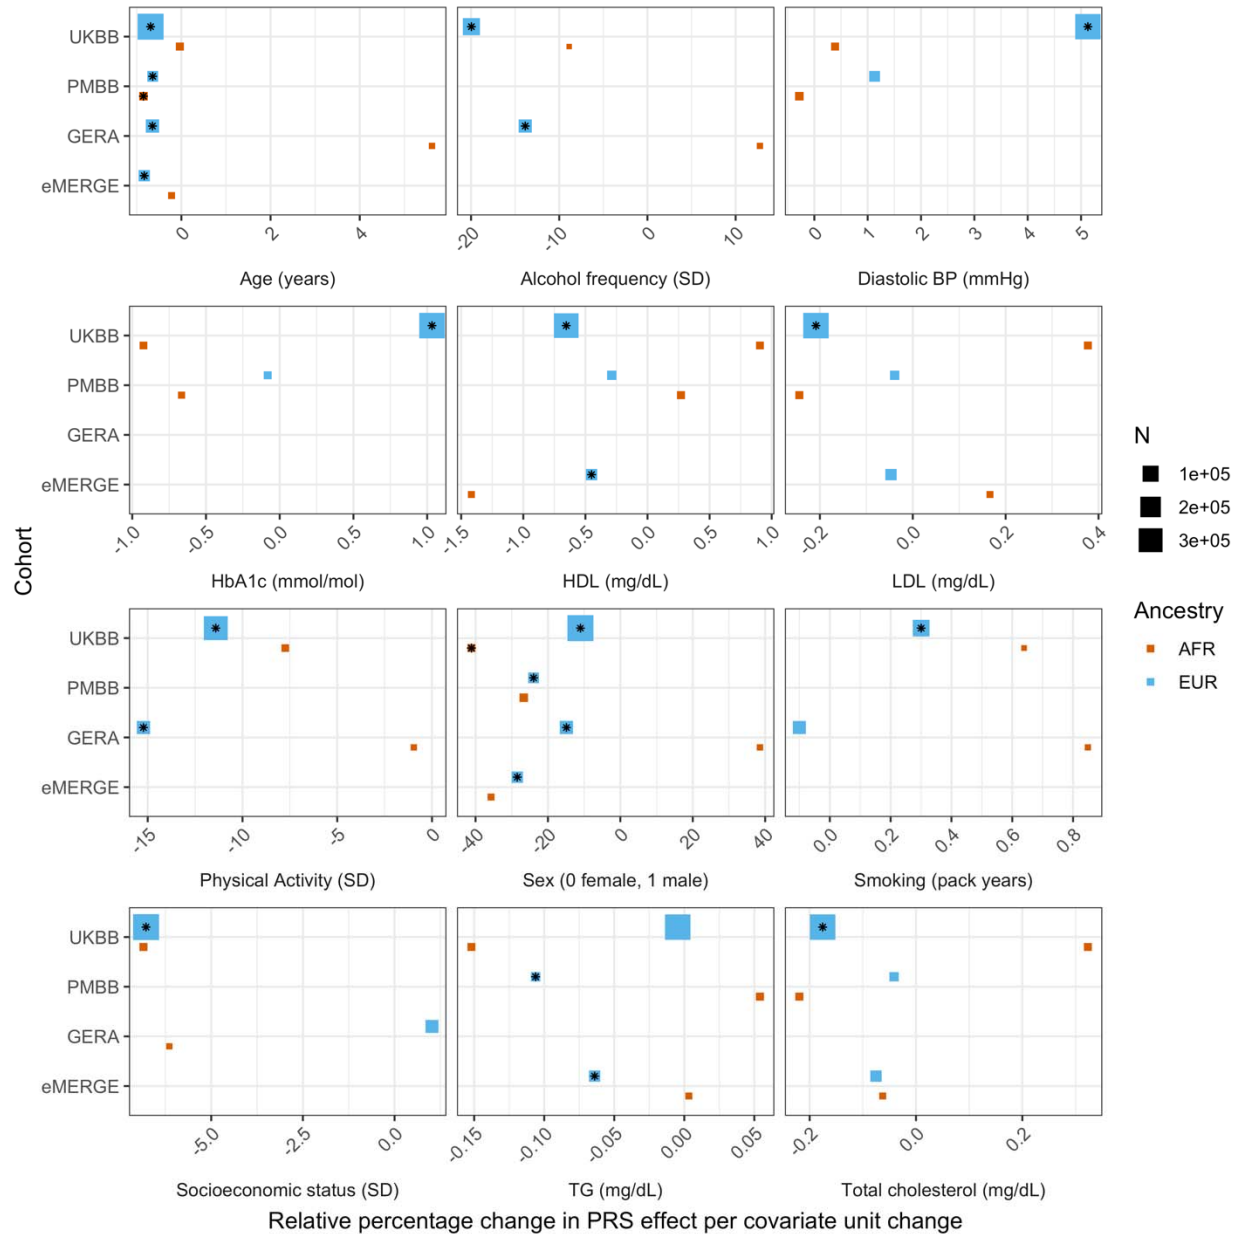 UKBB
PMBB
GERA
eMERGE
0 2 4
-20 -10 0 10
0 1 2 3 4 5
Age (years)
Alcohol frequency (SD)
Diastolic BP (mmHg)
UKBB
PMBB
GERA
eMERGE
-1.0 -0.5 0.0 0.5 1.0
-1.5 -0.5 0.0 0.5 1.0
-0.2 0.0 0.2 0.4
HbA1c (mmol/mol)
HDL (mg/dL)
LDL (mg/dL)
Cohort
N
1e+05
2e+05
3e+05
Ancestry
AFR
EUR
UKBB
PMBB
GERA
eMERGE
-15 -10 -5 0
-40 -20 0 20 40
0.0 0.2 0.4 0.6 0.8
Physical Activity (SD)
Sex (0 female, 1 male)
Smoking (pack years)
UKBB
PMBB
GERA
eMERGE
-5.0 -2.5 0.0
-0.15 -0.10 -0.05 0.00 0.05
-0.2 0.0 0.2
Socioeconomic status (SD)
TG (mg/dL)
Total cholesterol (mg/dL)
Relative percentage change in PRS effect per covariate unit change